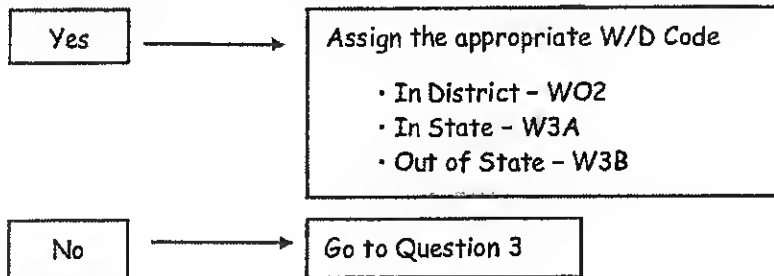 Yes
Assign the appropriate W/D Code
· In District - WO2
· In State - W3A
· Out of State - W3B
No
Go to Question 3